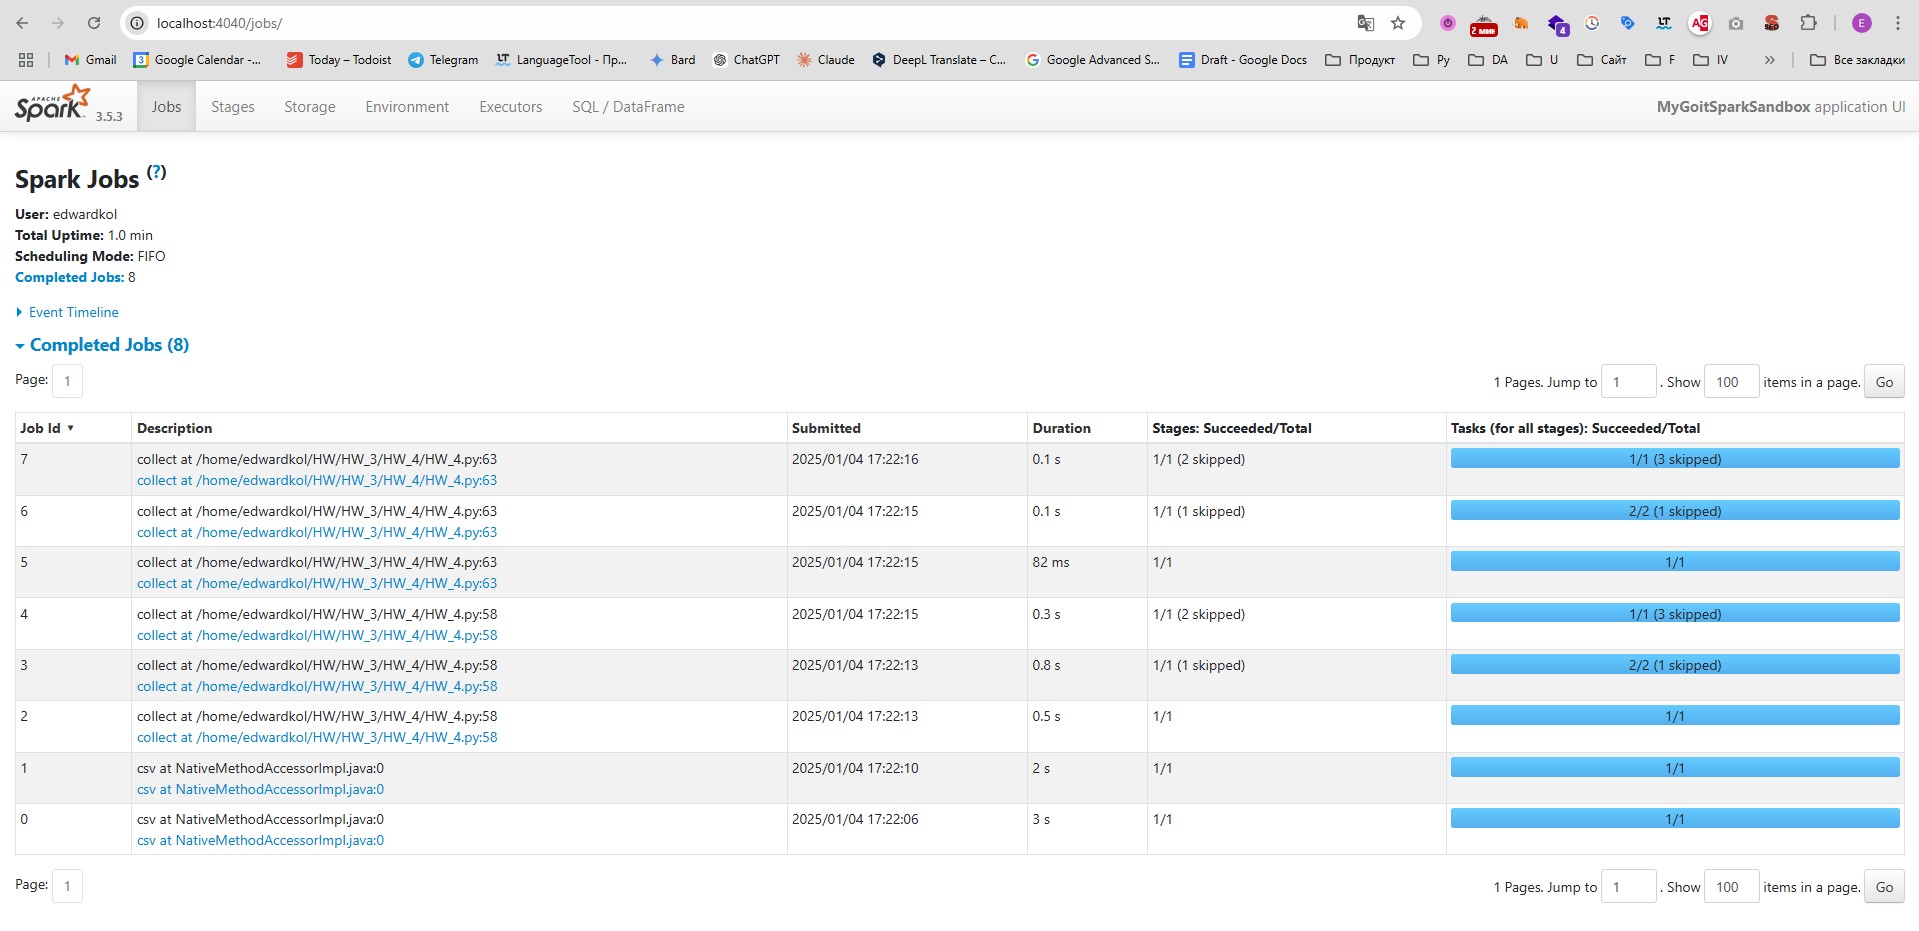 localhost:4040/jobs/
2 мин
4
LT
AG
SEO
E
Gmail
Google Calendar -...
Today – Todoist
Telegram
LT LanguageTool - Пр...
Bard
ChatGPT
Claude
DeepL Translate – C...
Google Advanced S...
Draft - Google Docs
Продукт
Py
DA
U
Сайт
F
IV
»
Все закладки
APACHE Spark 3.5.3
Jobs
Stages
Storage
Environment
Executors
SQL / DataFrame
MyGoitSparkSandbox application UI
Spark Jobs (?)
User: edwardkol
Total Uptime: 1.0 min
Scheduling Mode: FIFO
Completed Jobs: 8
Event Timeline
Completed Jobs (8)
Page: 1
1 Pages. Jump to 1 . Show 100 items in a page. Go
Job Id ▾ Description Submitted Duration Stages: Succeeded/Total Tasks (for all stages): Succeeded/Total
7 collect at /home/edwardkol/HW/HW_3/HW_4/HW_4.py:63 2025/01/04 17:22:16 0.1 s 1/1 (2 skipped) 1/1 (3 skipped)
collect at /home/edwardkol/HW/HW_3/HW_4/HW_4.py:63
6 collect at /home/edwardkol/HW/HW_3/HW_4/HW_4.py:63 2025/01/04 17:22:15 0.1 s 1/1 (1 skipped) 2/2 (1 skipped)
collect at /home/edwardkol/HW/HW_3/HW_4/HW_4.py:63
5 collect at /home/edwardkol/HW/HW_3/HW_4/HW_4.py:63 2025/01/04 17:22:15 82 ms 1/1 1/1
collect at /home/edwardkol/HW/HW_3/HW_4/HW_4.py:63
4 collect at /home/edwardkol/HW/HW_3/HW_4/HW_4.py:58 2025/01/04 17:22:15 0.3 s 1/1 (2 skipped) 1/1 (3 skipped)
collect at /home/edwardkol/HW/HW_3/HW_4/HW_4.py:58
3 collect at /home/edwardkol/HW/HW_3/HW_4/HW_4.py:58 2025/01/04 17:22:13 0.8 s 1/1 (1 skipped) 2/2 (1 skipped)
collect at /home/edwardkol/HW/HW_3/HW_4/HW_4.py:58
2 collect at /home/edwardkol/HW/HW_3/HW_4/HW_4.py:58 2025/01/04 17:22:13 0.5 s 1/1 1/1
collect at /home/edwardkol/HW/HW_3/HW_4/HW_4.py:58
1 csv at NativeMethodAccessorImpl.java:0 2025/01/04 17:22:10 2 s 1/1 1/1
csv at NativeMethodAccessorImpl.java:0
0 csv at NativeMethodAccessorImpl.java:0 2025/01/04 17:22:06 3 s 1/1 1/1
csv at NativeMethodAccessorImpl.java:0
Page: 1
1 Pages. Jump to 1 . Show 100 items in a page. Go